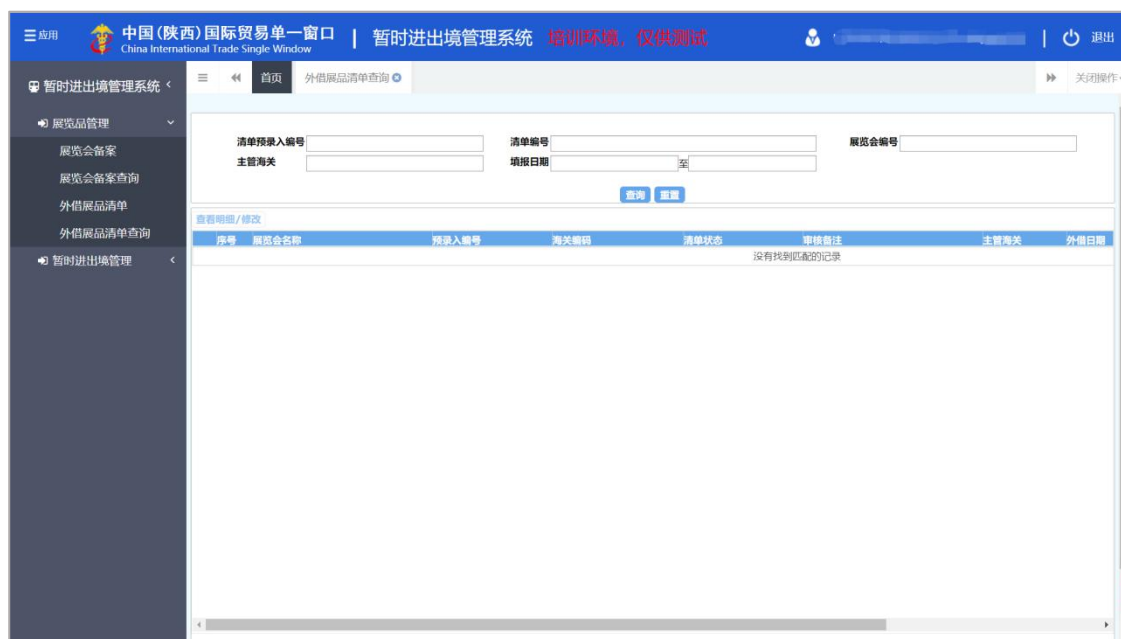 应用 中国(陕西)国际贸易单一窗口 | 暂时进出境管理系统 培训环境，仅供测试 | 退出
China International Trade Single Window
暂时进出境管理系统 首页 外借展品清单查询 关闭操作
展览品管理
展览会备案
展览会备案查询
外借展品清单
外借展品清单查询
暂时进出境管理
清单预录入编号 清单编号 展览会编号
主管海关 填报日期 至
查询 重置
查看明细/修改
序号 展览会名称 预录入编号 海关编码 清单状态 审核备注 主管海关 外借日期
没有找到匹配的记录